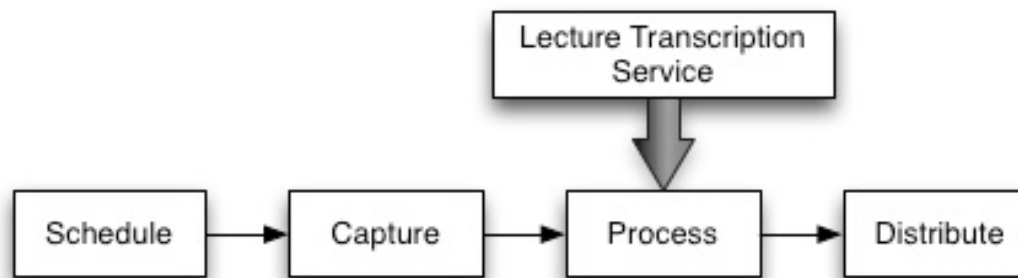 Lecture Transcription
Service
Schedule
Capture
Process
Distribute